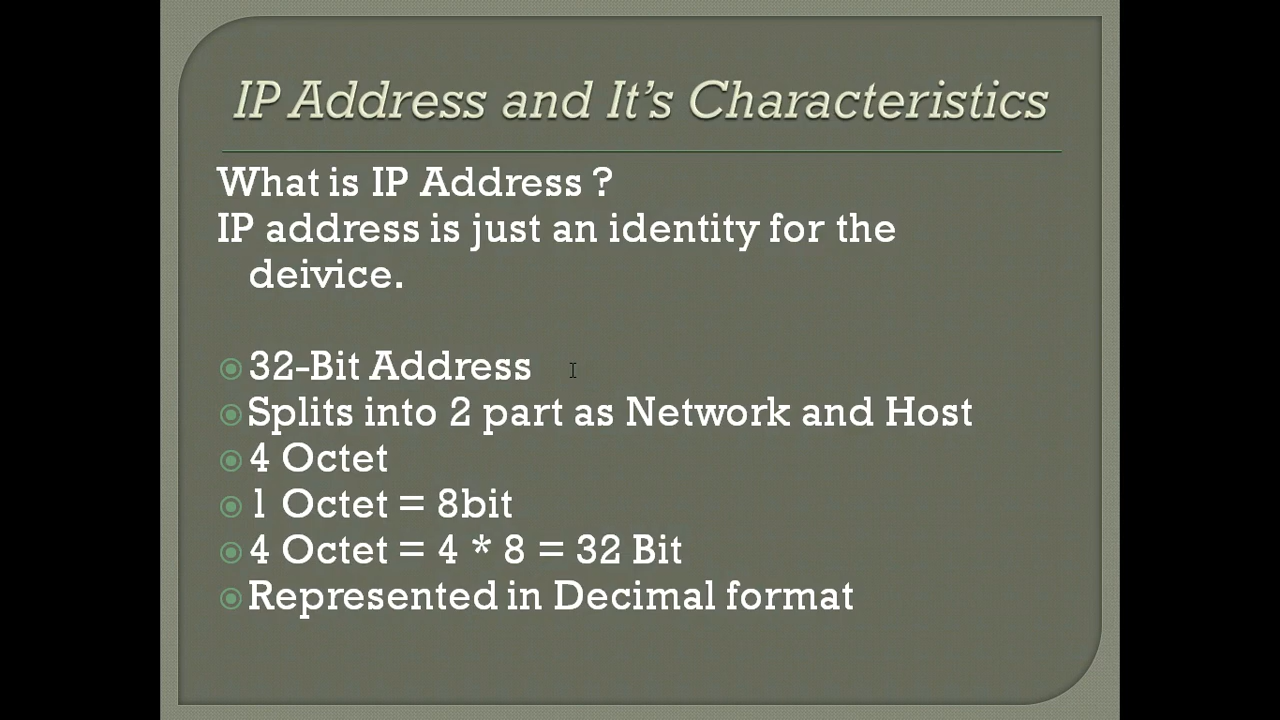 IP Address and It's Characteristics
What is IP Address ?
IP address is just an identity for the
deivice.
32-Bit Address
Splits into 2 part as Network and Host
4 Octet
1 Octet = 8bit
4 Octet = 4 * 8 = 32 Bit
Represented in Decimal format